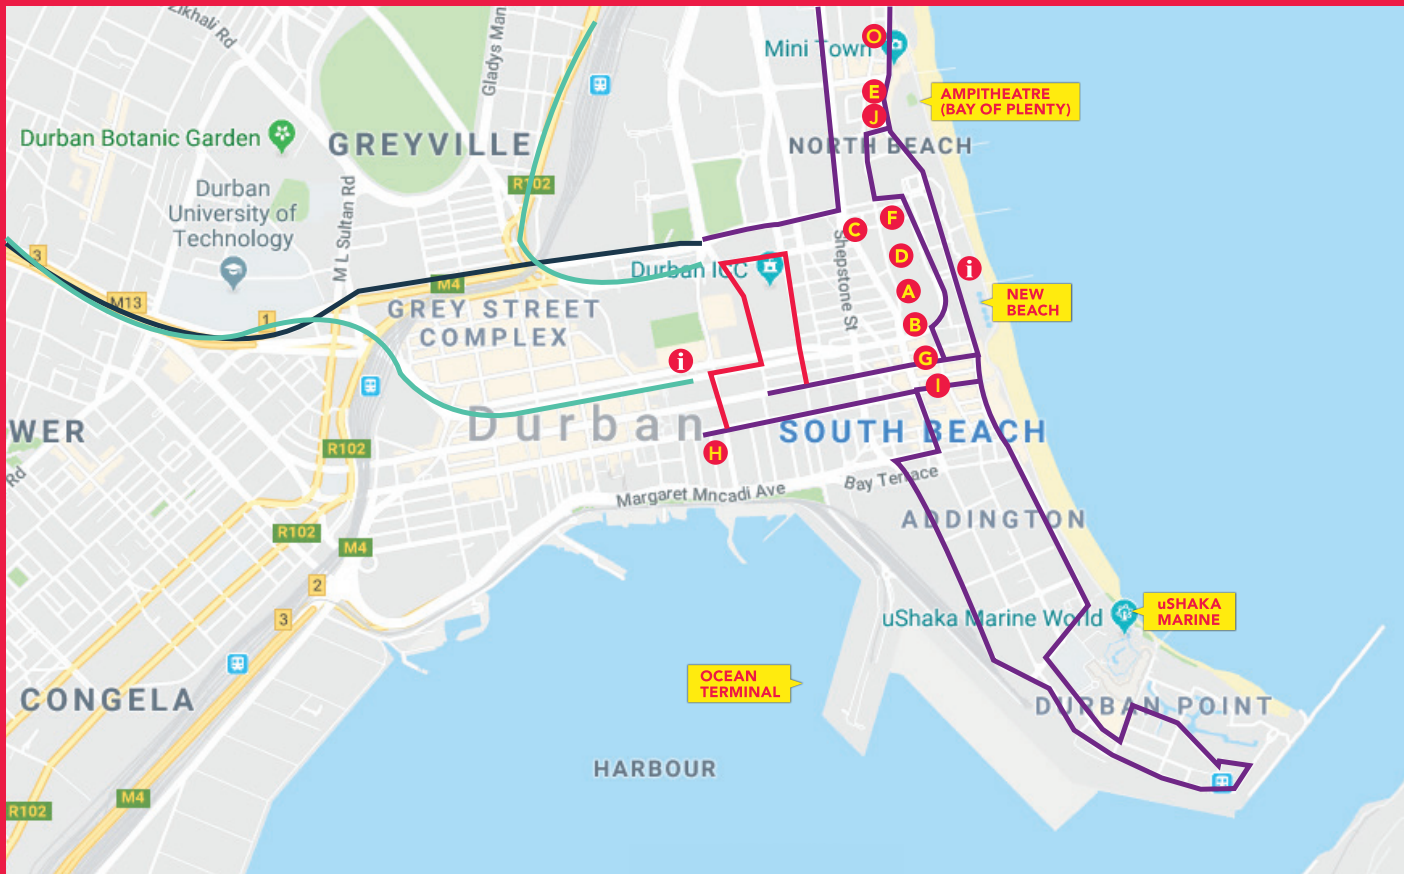 Zikhali Rd
Gladys Man
Mini Town
O
E
J
AMPITHEATRE
(BAY OF PLENTY)
Durban Botanic Garden
GREYVILLE
NORTH BEACH
R102
Durban
University of
Technology
M L Sultan Rd
F
C
Shepstone St
3
D
i
Durban ICC
M4
A
M13
NEW
BEACH
GREY STREET
COMPLEX
1
B
i
G
I
Durban
WER
SOUTH BEACH
R102
H
Rd
Bay Terrace
Margaret Mncadi Ave
ADDINGTON
R102
M4
2
3
uShaka Marine World
uSHAKA
MARINE
OCEAN
TERMINAL
CONGELA
DURBAN POINT
HARBOUR
M4
R102